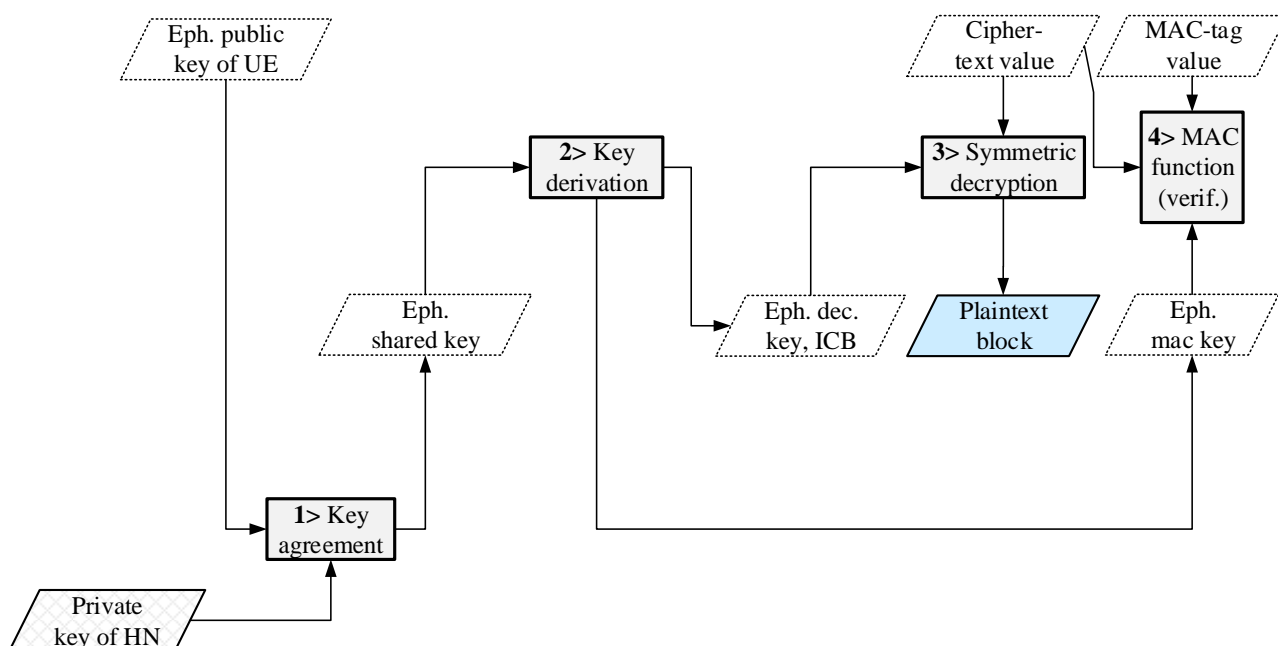 Eph. public
key of UE
Cipher-
text value
MAC-tag
value
2> Key
derivation
3> Symmetric
decryption
4> MAC
function
(verif.)
Eph.
shared key
Eph. dec.
key, ICB
Plaintext
block
Eph.
mac key
1> Key
agreement
Private
key of HN